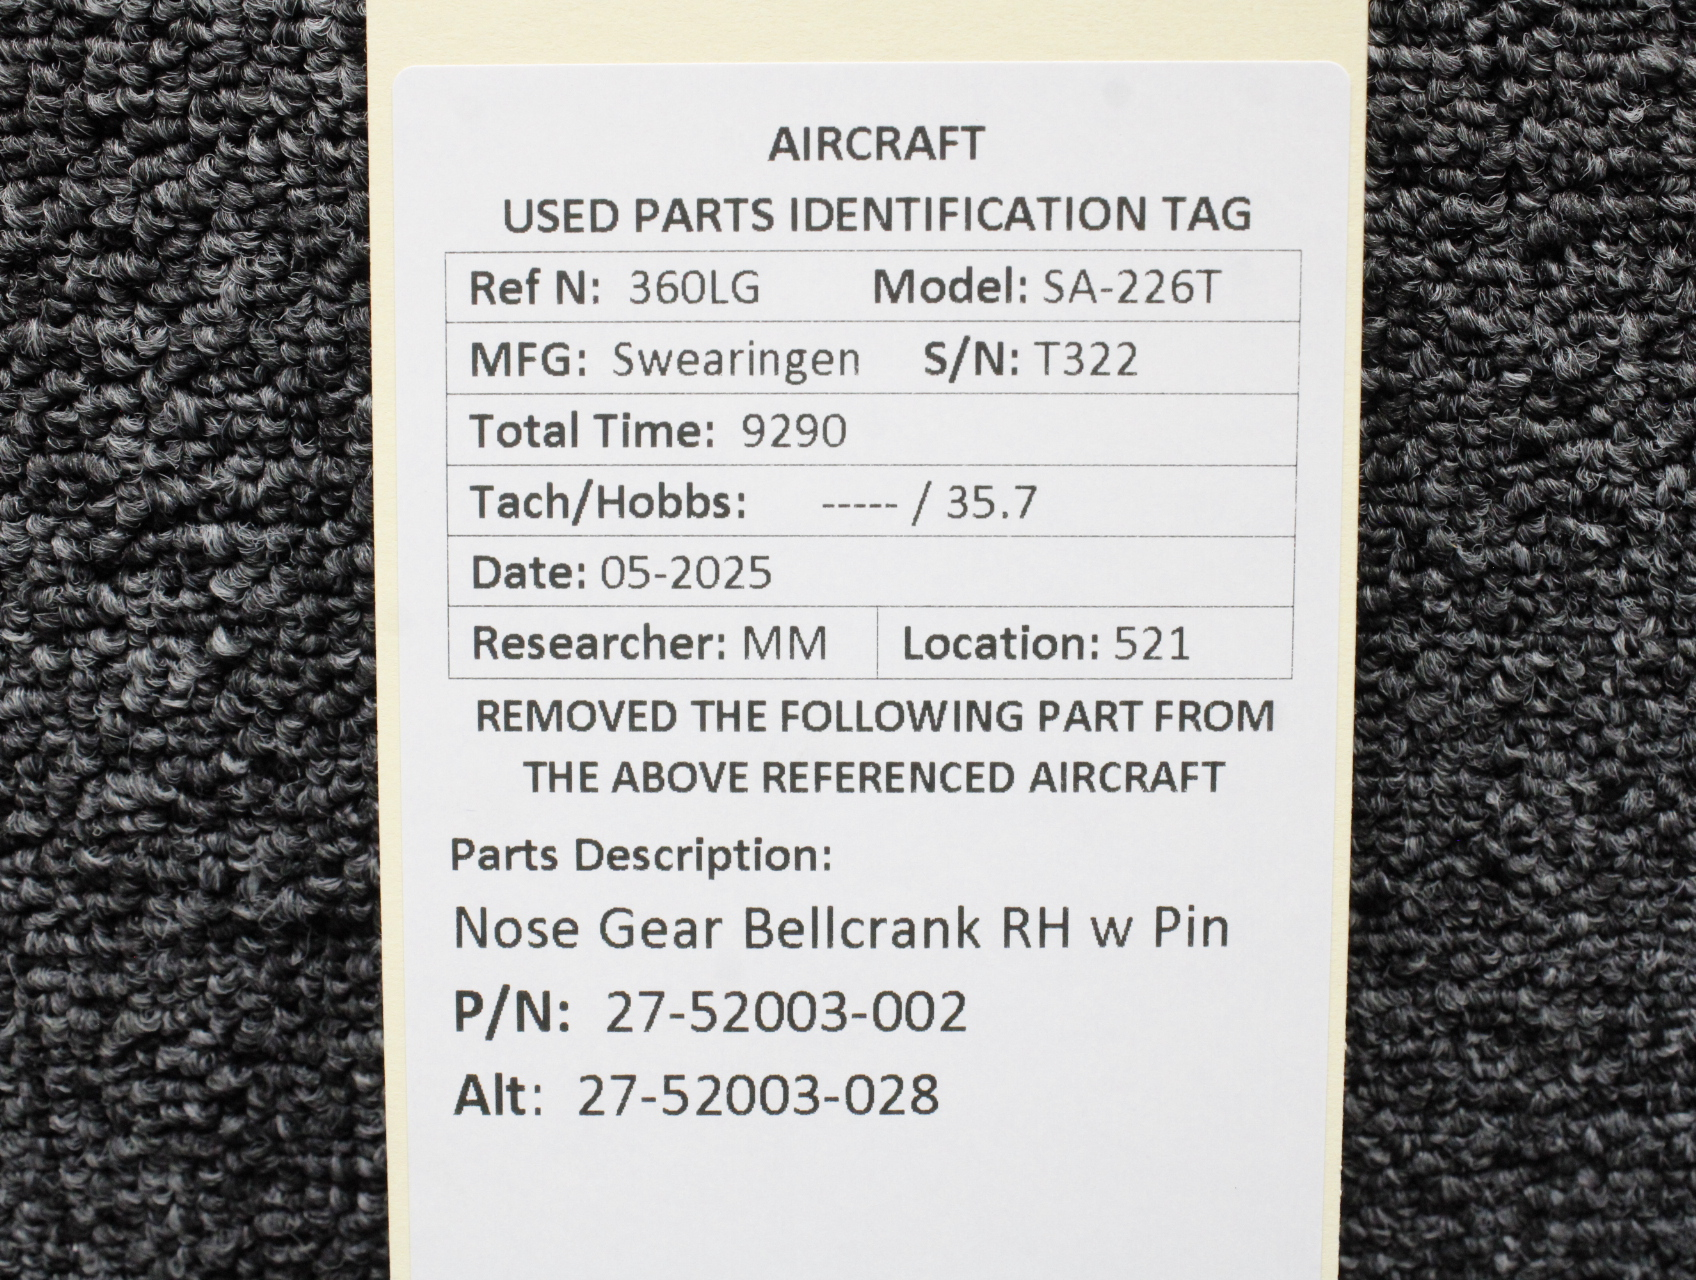 AIRCRAFT
USED PARTS IDENTIFICATION TAG
Ref N: 360LG Model: SA-226T
MFG: Swearingen S/N: T322
Total Time: 9290
Tach/Hobbs: ----- / 35.7
Date: 05-2025
Researcher: MM Location: 521
REMOVED THE FOLLOWING PART FROM
THE ABOVE REFERENCED AIRCRAFT
Parts Description:
Nose Gear Bellcrank RH w Pin
P/N: 27-52003-002
Alt: 27-52003-028